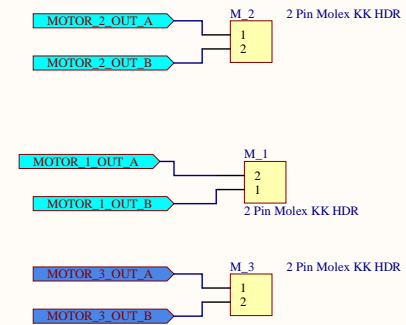 M_2 2 Pin Molex KK HDR
MOTOR_2_OUT_A
1
2
MOTOR_2_OUT_B
M_1
MOTOR_1_OUT_A
2
1
MOTOR_1_OUT_B
2 Pin Molex KK HDR
M_3 2 Pin Molex KK HDR
MOTOR_3_OUT_A
1
2
MOTOR_3_OUT_B